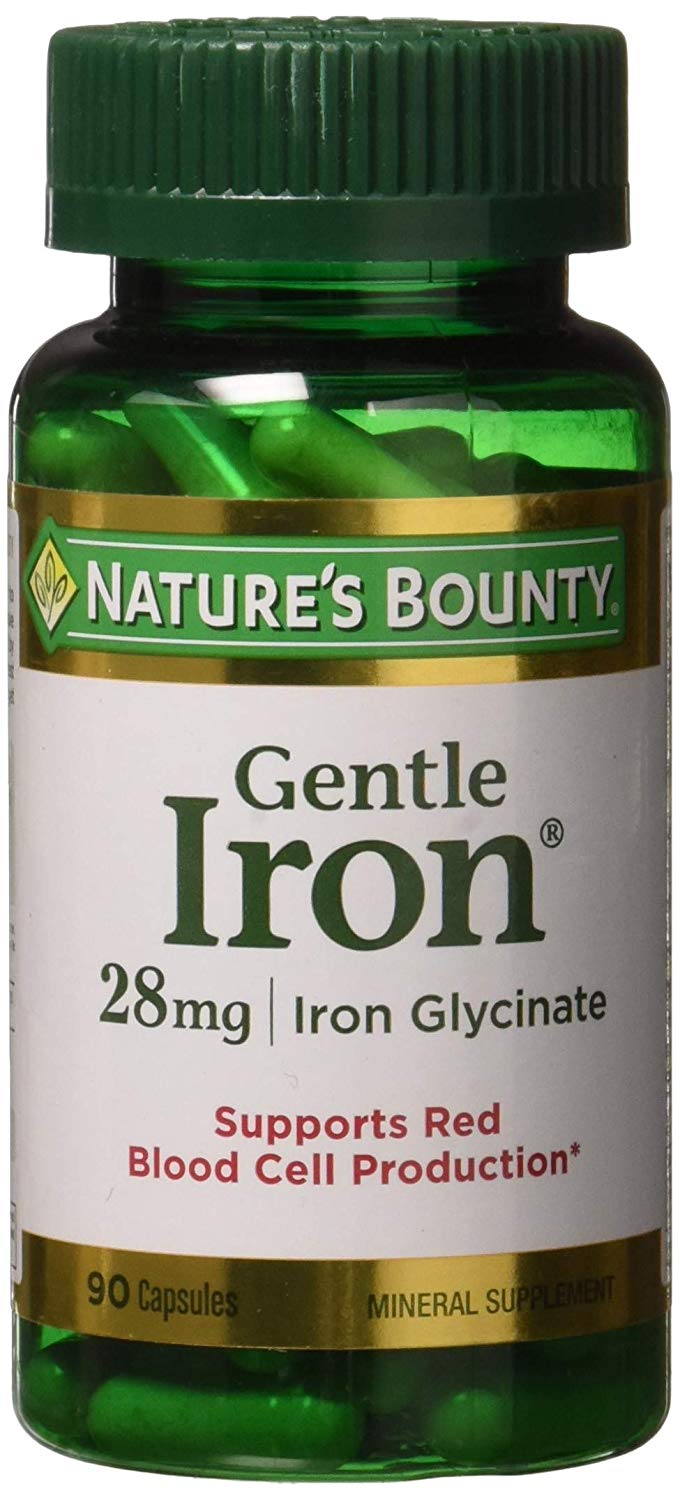 NATURE'S BOUNTY®
Gentle
Iron®
28mg | Iron Glycinate
Supports Red
Blood Cell Production*
90 Capsules MINERAL SUPPLEMENT